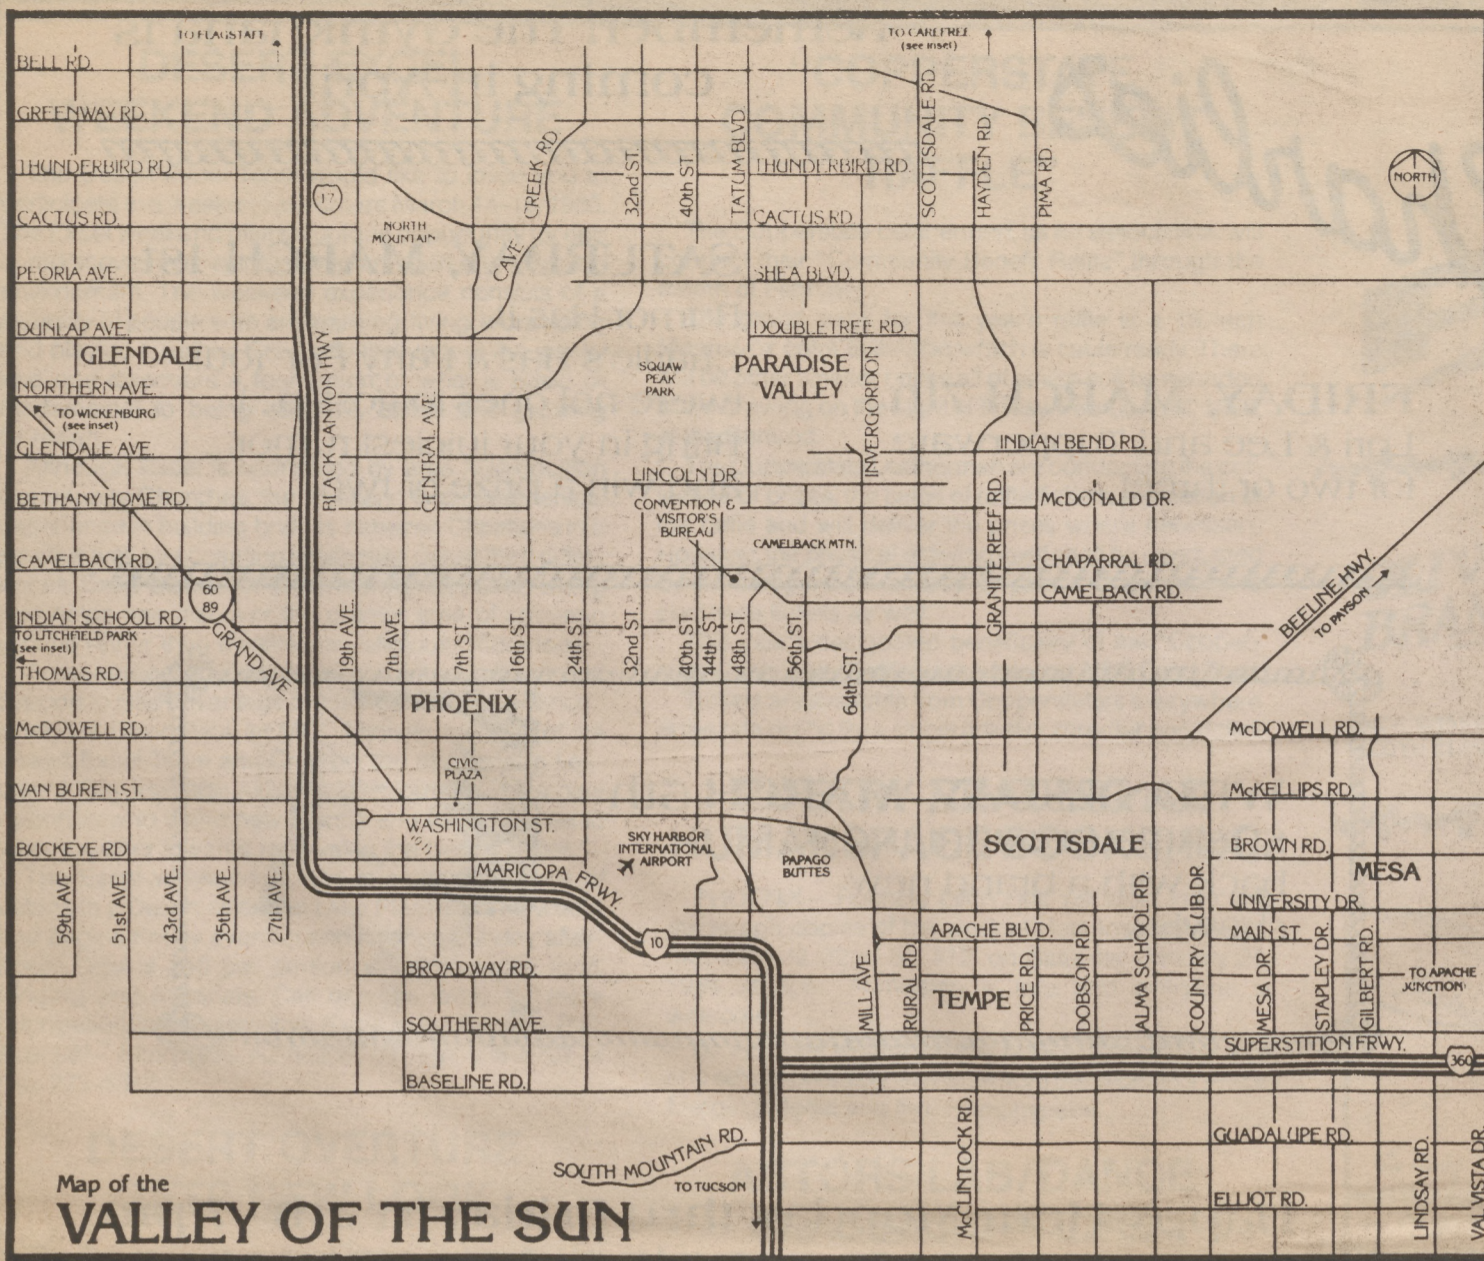 TO FLAGSTAFF
TO CAREFREE
(see inset)
BELL RD.
GREENWAY RD.
THUNDERBIRD RD.
CACTUS RD.
PEORIA AVE.
DUNLAP AVE.
GLENDALE
NORTHERN AVE.
TO WICKENBURG
(see inset)
GLENDALE AVE.
BETHANY HOME RD.
CAMELBACK RD.
60
89
INDIAN SCHOOL RD.
TO LITCHFIELD PARK
(see inset)
GRAND AVE.
THOMAS RD.
McDOWELL RD.
VAN BUREN ST.
BUCKEYE RD
59th AVE.
51st AVE.
43rd AVE.
35th AVE.
27th AVE.
17
NORTH
MOUNTAIN
CAVE CREEK RD
BLACK CANYON HWY.
CENTRAL AVE.
32nd ST.
40th ST.
TATUM BLVD.
THUNDERBIRD RD.
CACTUS RD.
SHEA BLVD.
DOUBLETREE RD.
SCOTTSDALE RD.
HAYDEN RD.
PIMA RD.
NORTH
SQUAW
PEAK
PARK
PARADISE
VALLEY
INVERGORDON
INDIAN BEND RD.
LINCOLN DR.
CONVENTION &
VISITOR'S
BUREAU
CAMELBACK MTN.
GRANITE REEF RD.
McDONALD DR.
CHAPARRAL RD.
CAMELBACK RD.
BEELINE HWY.
TO PAYSON
19th AVE.
7th AVE.
7th ST.
16th ST.
24th ST.
32nd ST.
40th ST.
44th ST.
48th ST.
56th ST.
64th ST.
PHOENIX
CIVIC
PLAZA
WASHINGTON ST.
SKY HARBOR
INTERNATIONAL
AIRPORT
PAPAGO
BUTTES
MARICOPA FRWY.
10
SCOTTSDALE
McDOWELL RD.
McKELLIPS RD.
BROWN RD.
MESA
UNIVERSITY DR.
APACHE BLVD.
MAIN ST.
BROADWAY RD.
TEMPE
TO APACHE
JUNCTION
MILL AVE.
RURAL RD.
PRICE RD.
DOBSON RD.
ALMA SCHOOL RD.
COUNTRY CLUB DR.
MESA DR.
STAPLEY DR.
GILBERT RD.
SOUTHERN AVE.
SUPERSTITION FRWY.
360
BASELINE RD.
SOUTH MOUNTAIN RD.
TO TUCSON
McCLINTOCK RD.
GUADALUPE RD.
ELLIOT RD.
LINDSAY RD.
VAL VISTA DR.
Map of the
VALLEY OF THE SUN